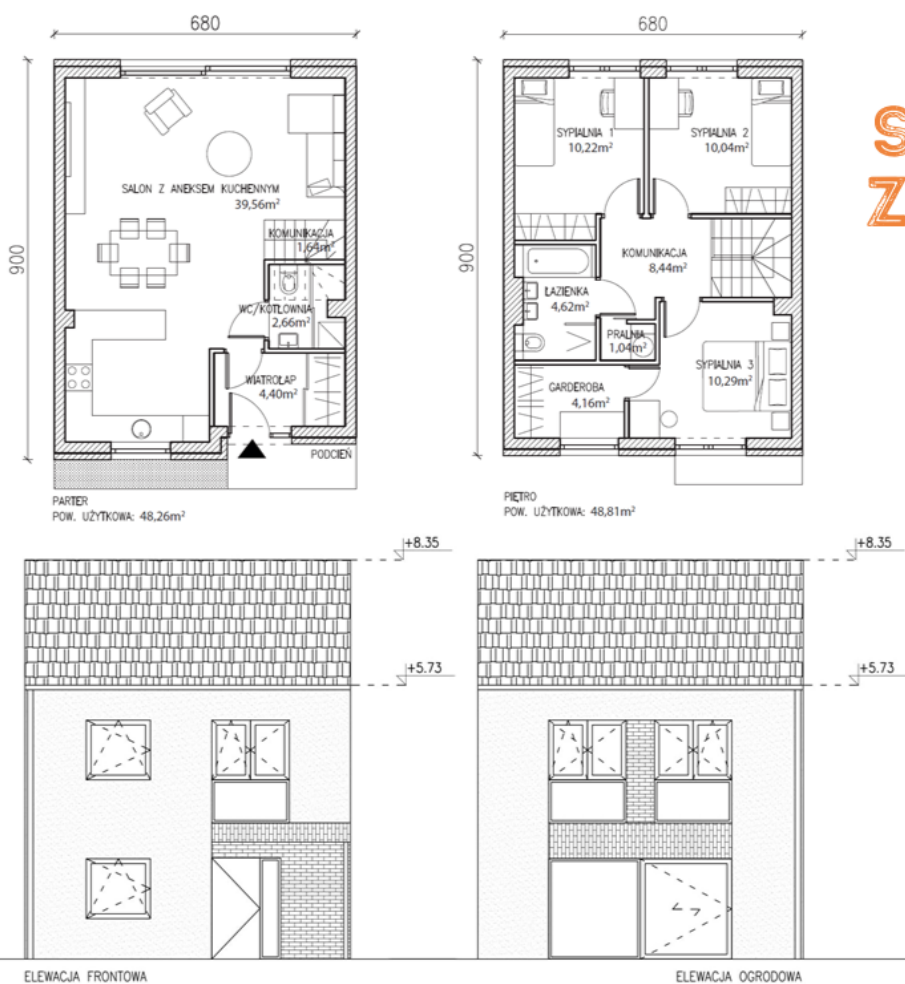 680
900
SALON Z ANEKSEM KUCHENNYM
39,56m²
KOMUNIKACJA
1,64m²
WC/KOTŁOWNIA
2,66m²
WIATROŁAP
4,40m²
PODCIEŃ
PARTER
POW. UŻYTKOWA: 48,26m²
680
900
SYPIALNIA 1
10,22m²
SYPIALNIA 2
10,04m²
KOMUNIKACJA
8,44m²
ŁAZIENKA
4,62m²
PRALNIA
1,04m²
SYPIALNIA 3
10,29m²
GARDEROBA
4,16m²
PIĘTRO
POW. UŻYTKOWA: 48,81m²
S
Z
+8.35
+5.73
ELEWACJA FRONTOWA
+8.35
+5.73
ELEWACJA OGRODOWA